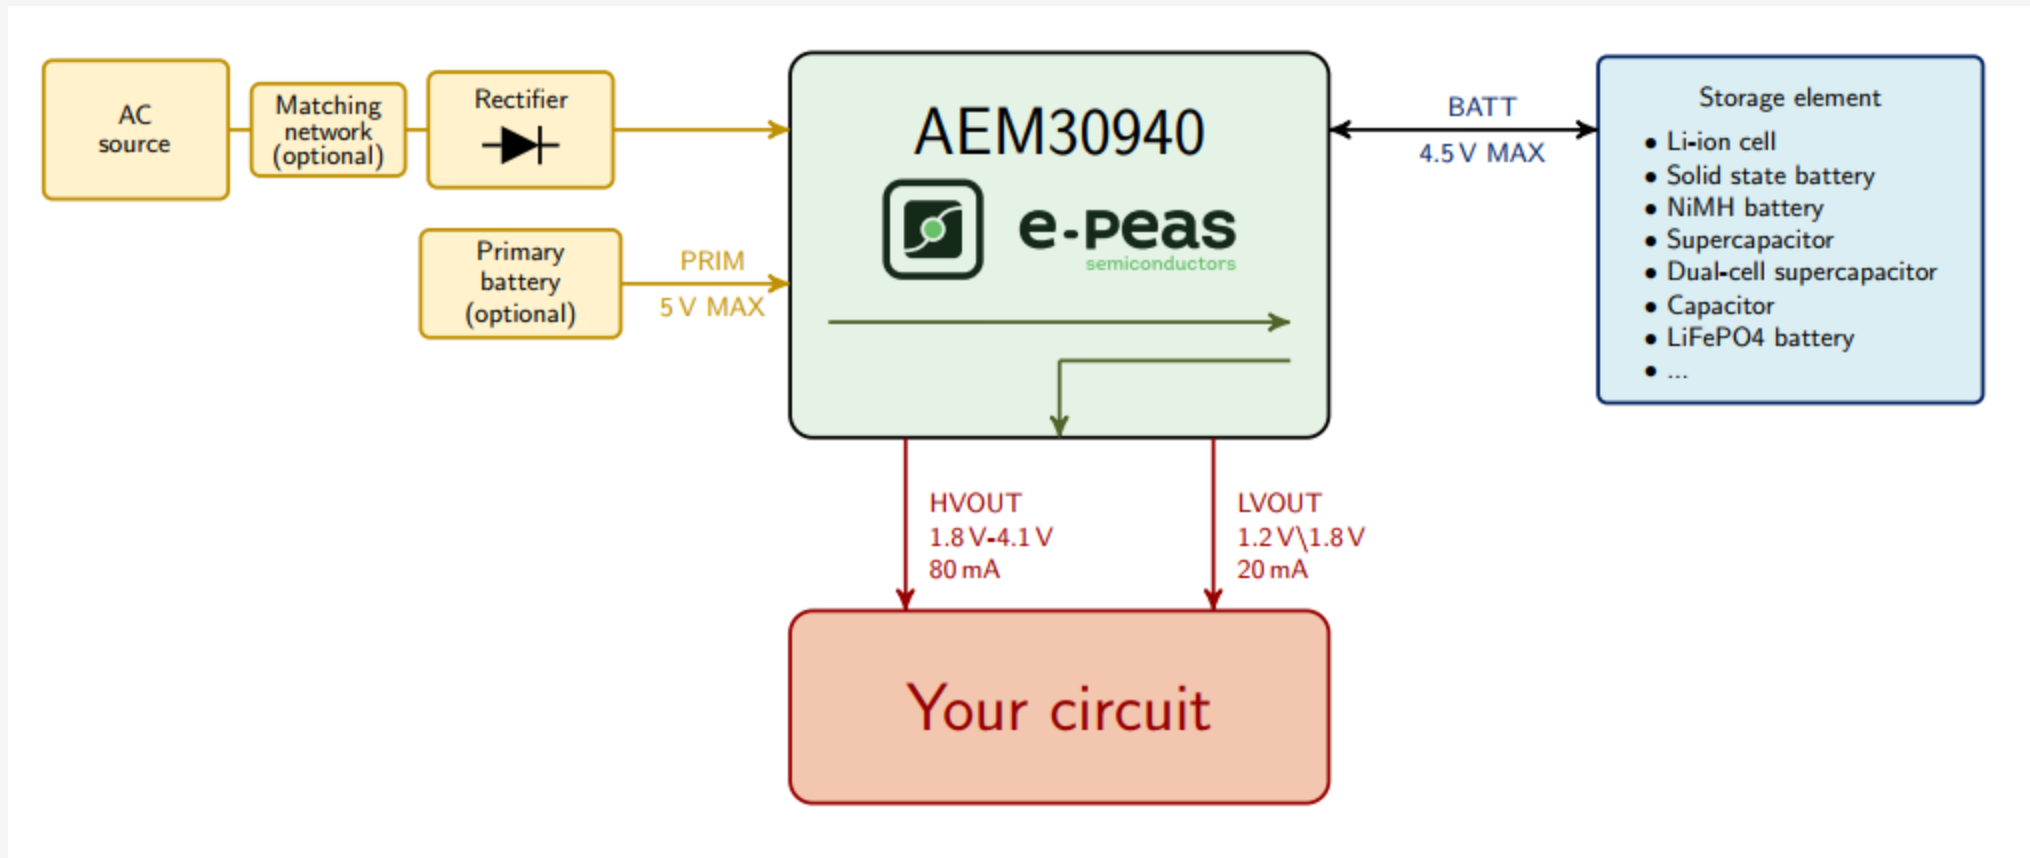 AC
source
Matching
network
(optional)
Rectifier
Primary
battery
(optional)
PRIM
5 V MAX
AEM30940
e-peas
semiconductors
BATT
4.5 V MAX
Storage element
• Li-ion cell
• Solid state battery
• NiMH battery
• Supercapacitor
• Dual-cell supercapacitor
• Capacitor
• LiFePO4 battery
• ...
HVOUT
1.8 V-4.1 V
80 mA
LVOUT
1.2 V\1.8 V
20 mA
Your circuit